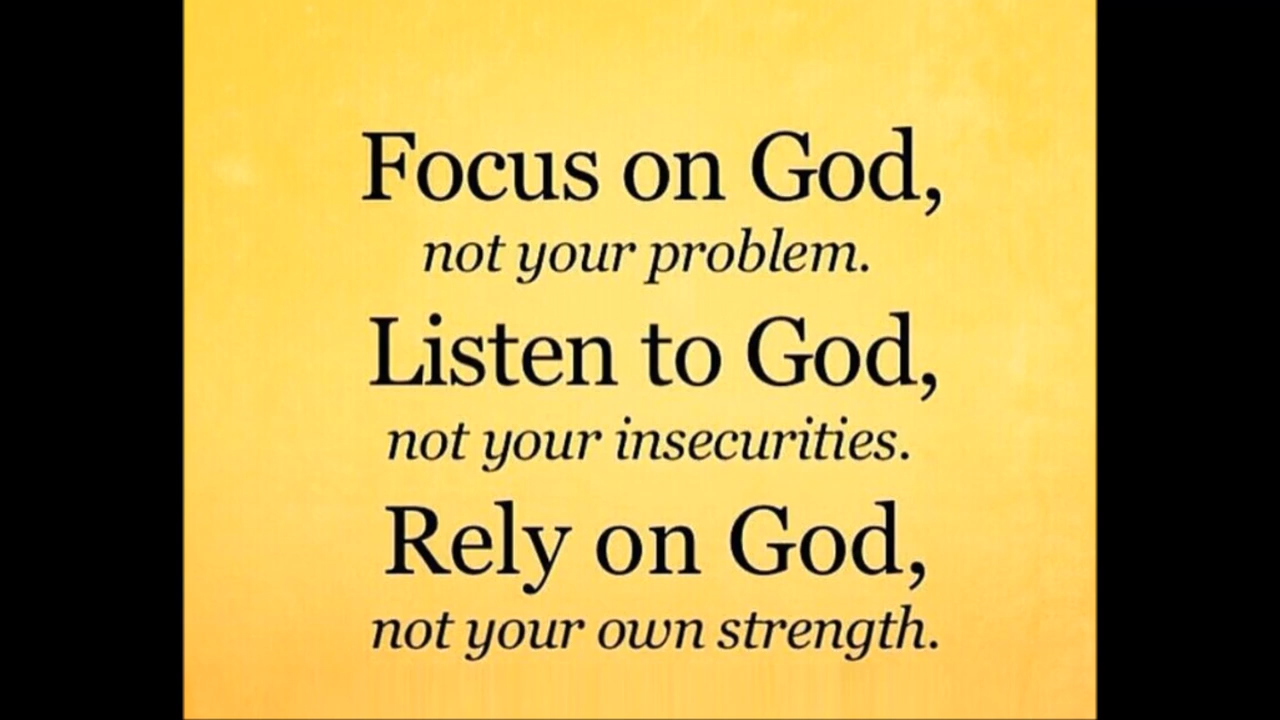 Focus on God,
not your problem.
Listen to God,
not your insecurities.
Rely on God,
not your own strength.